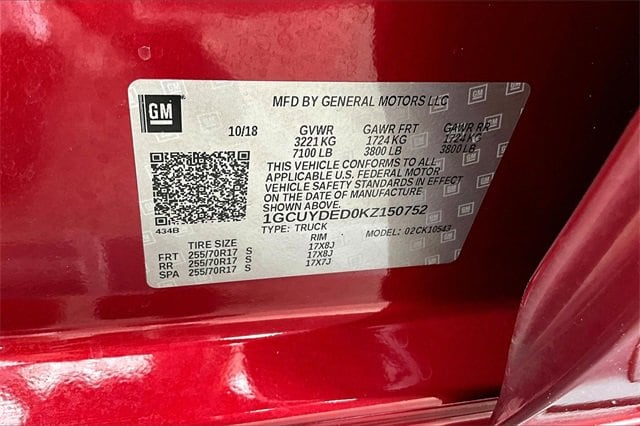 GM
MFD BY GENERAL MOTORS LLC
10/18 GVWR GAWR FRT GAWR RR
3221 KG 1724 KG 1724 KG
7100 LB 3800 LB 3800 LB
THIS VEHICLE CONFORMS TO ALL
APPLICABLE U.S. FEDERAL MOTOR
VEHICLE SAFETY STANDARDS IN EFFECT
ON THE DATE OF MANUFACTURE
1GCUYDED0KZ150752
434B
TYPE: TRUCK MODEL: 02CK10543
TIRE SIZE RIM
FRT 255/70R17 S 17X8J
RR 255/70R17 S 17X8J
SPA 255/70R17 S 17X7J